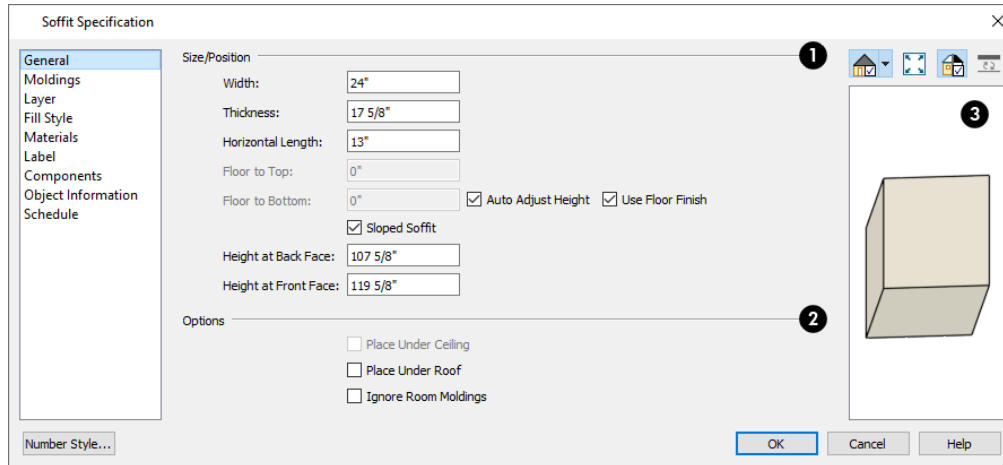 Soffit Specification
General
Moldings
Layer
Fill Style
Materials
Label
Components
Object Information
Schedule
Size/Position
1
Width: 24"
Thickness: 17 5/8"
Horizontal Length: 13"
Floor to Top: 0"
Floor to Bottom: 0" Auto Adjust Height Use Floor Finish
Sloped Soffit
Height at Back Face: 107 5/8"
Height at Front Face: 119 5/8"
Options
2
Place Under Ceiling
Place Under Roof
Ignore Room Moldings
3
Number Style... OK Cancel Help